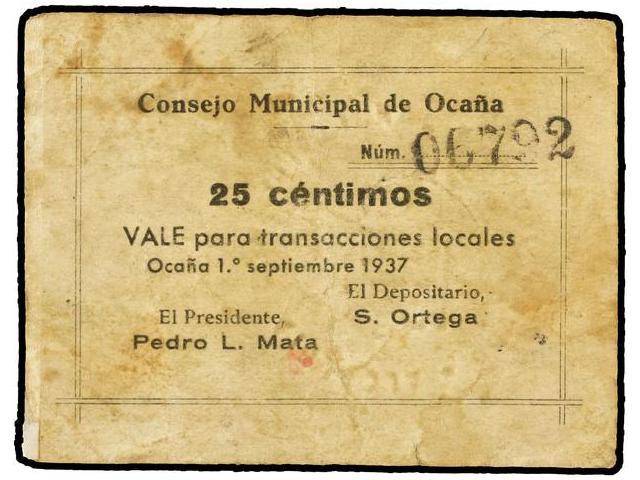 Consejo Municipal de Ocaña
Núm. 06792
25 céntimos
VALE para transacciones locales
Ocaña 1.º septiembre 1937
El Depositario,
S. Ortega
El Presidente,
Pedro L. Mata